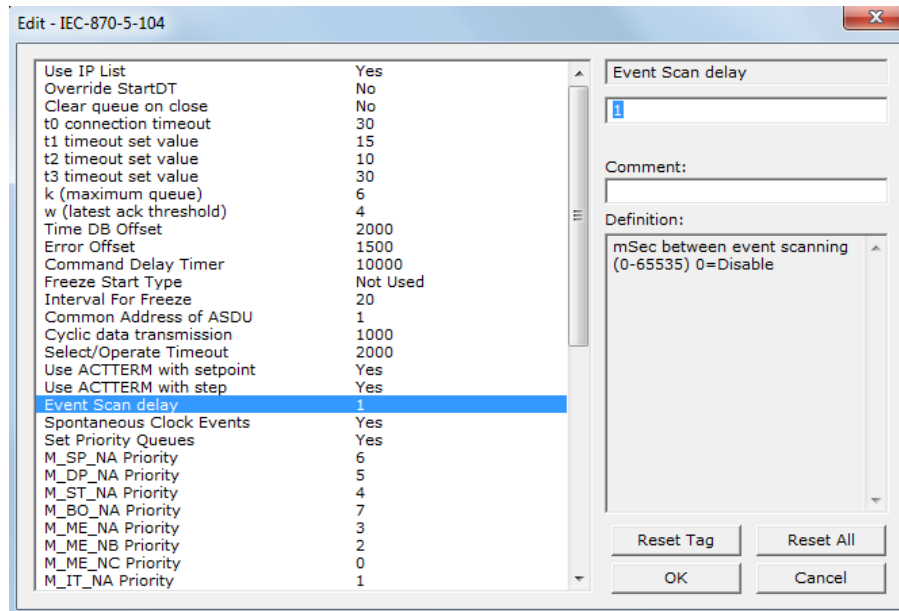 Edit - IEC-870-5-104
x
Use IP List Yes
Override StartDT No
Clear queue on close No
t0 connection timeout 30
t1 timeout set value 15
t2 timeout set value 10
t3 timeout set value 30
k (maximum queue) 6
w (latest ack threshold) 4
Time DB Offset 2000
Error Offset 1500
Command Delay Timer 10000
Freeze Start Type Not Used
Interval For Freeze 20
Common Address of ASDU 1
Cyclic data transmission 1000
Select/Operate Timeout 2000
Use ACTTERM with setpoint Yes
Use ACTTERM with step Yes
Event Scan delay 1
Spontaneous Clock Events Yes
Set Priority Queues Yes
M_SP_NA Priority 6
M_DP_NA Priority 5
M_ST_NA Priority 4
M_BO_NA Priority 7
M_ME_NA Priority 3
M_ME_NB Priority 2
M_ME_NC Priority 0
M_IT_NA Priority 1
Event Scan delay
1
Comment:
Definition:
mSec between event scanning
(0-65535) 0=Disable
Reset Tag Reset All
OK Cancel